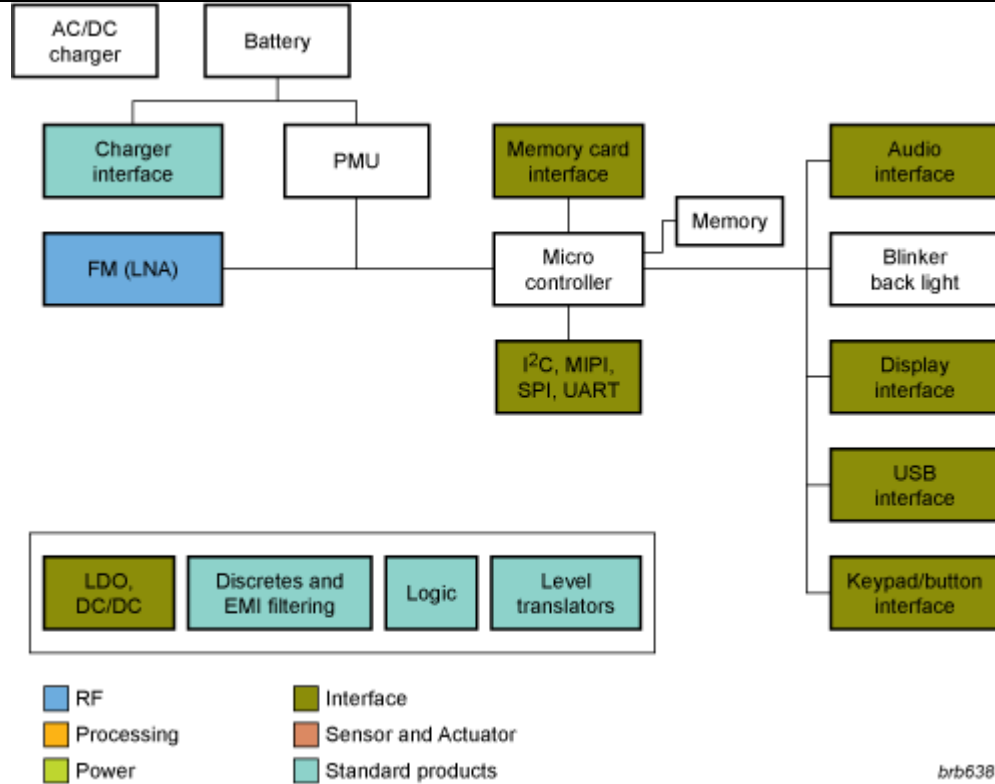 AC/DC
charger
Battery
Charger
interface
PMU
Memory card
interface
Audio
interface
Memory
FM (LNA)
Micro
controller
Blinker
back light
I²C, MIPI,
SPI, UART
Display
interface
USB
interface
LDO,
DC/DC
Discretes and
EMI filtering
Logic
Level
translators
Keypad/button
interface
RF
Interface
Processing
Sensor and Actuator
Power
Standard products
brb638